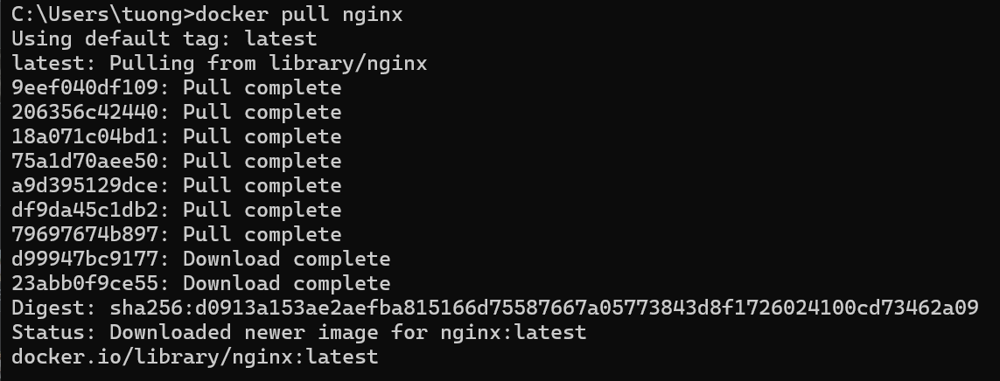 C:\Users\tuong>docker pull nginx
Using default tag: latest
latest: Pulling from library/nginx
9eef040df109: Pull complete
206356c42440: Pull complete
18a071c04bd1: Pull complete
75a1d70aee50: Pull complete
a9d395129dce: Pull complete
df9da45c1db2: Pull complete
79697674b897: Pull complete
d99947bc9177: Download complete
23abb0f9ce55: Download complete
Digest: sha256:d0913a153ae2aefba815166d75587667a05773843d8f1726024100cd73462a09
Status: Downloaded newer image for nginx:latest
docker.io/library/nginx:latest